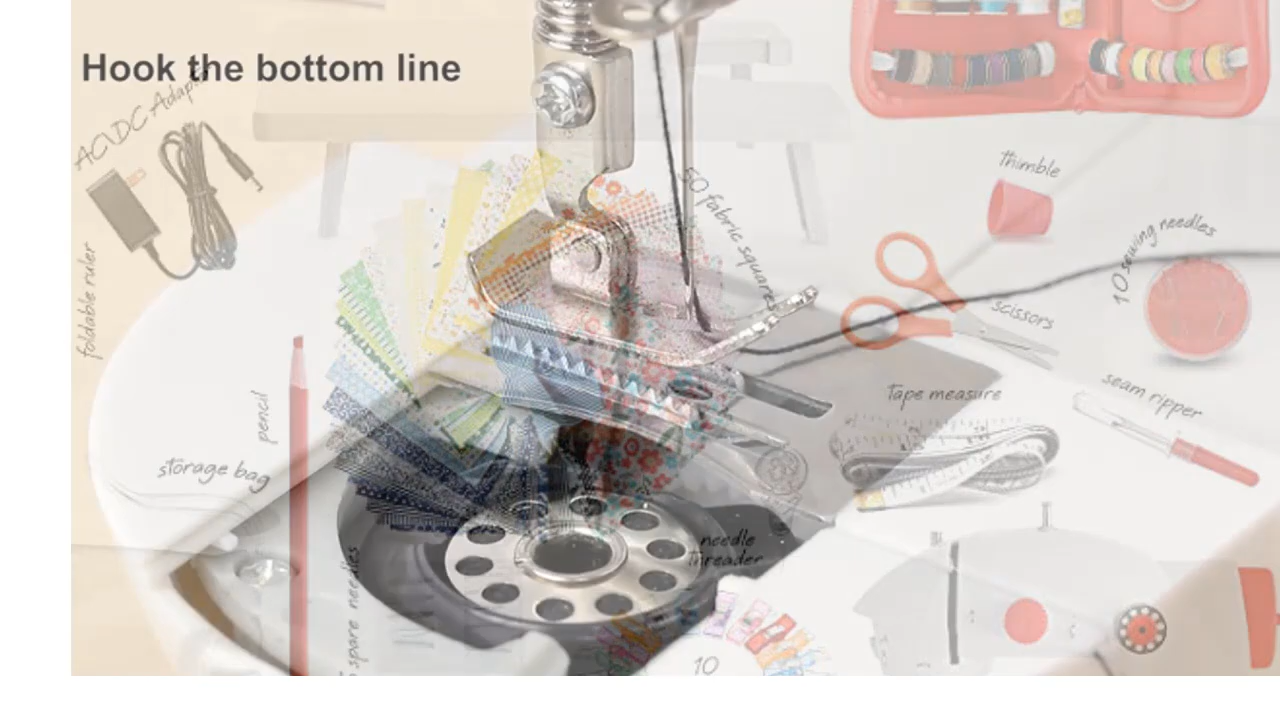 Hook the bottom line
AC\DC Adapter
foldable ruler
50 fabric squares
thimble
10 sewing needles
scissors
pencil
Tape measure
seam ripper
storage bag
needle
Threader
spare needles
10